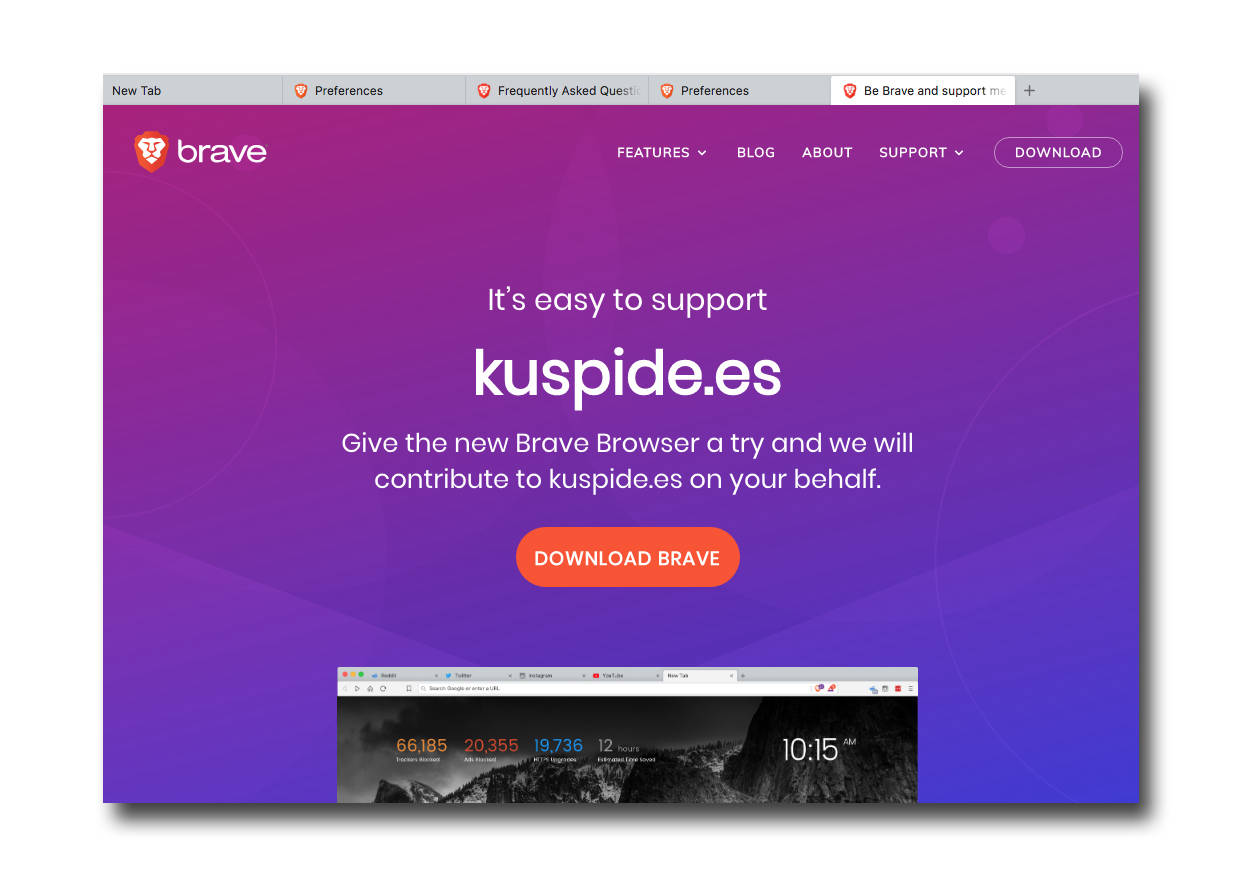 New Tab
Preferences
Frequently Asked Questi
Preferences
Be Brave and support me
brave
FEATURES
BLOG
ABOUT
SUPPORT
DOWNLOAD
It's easy to support
kuspide.es
Give the new Brave Browser a try and we will
contribute to kuspide.es on your behalf.
DOWNLOAD BRAVE
Reddit
Twitter
Instagram
YouTube
New Tab
Search Google or enter a URL
66,185
20,355
19,736
12 hours
10:15 AM
Trackers Blocked
Ads Blocked
HTTPS Upgrades
Estimated Time Saved